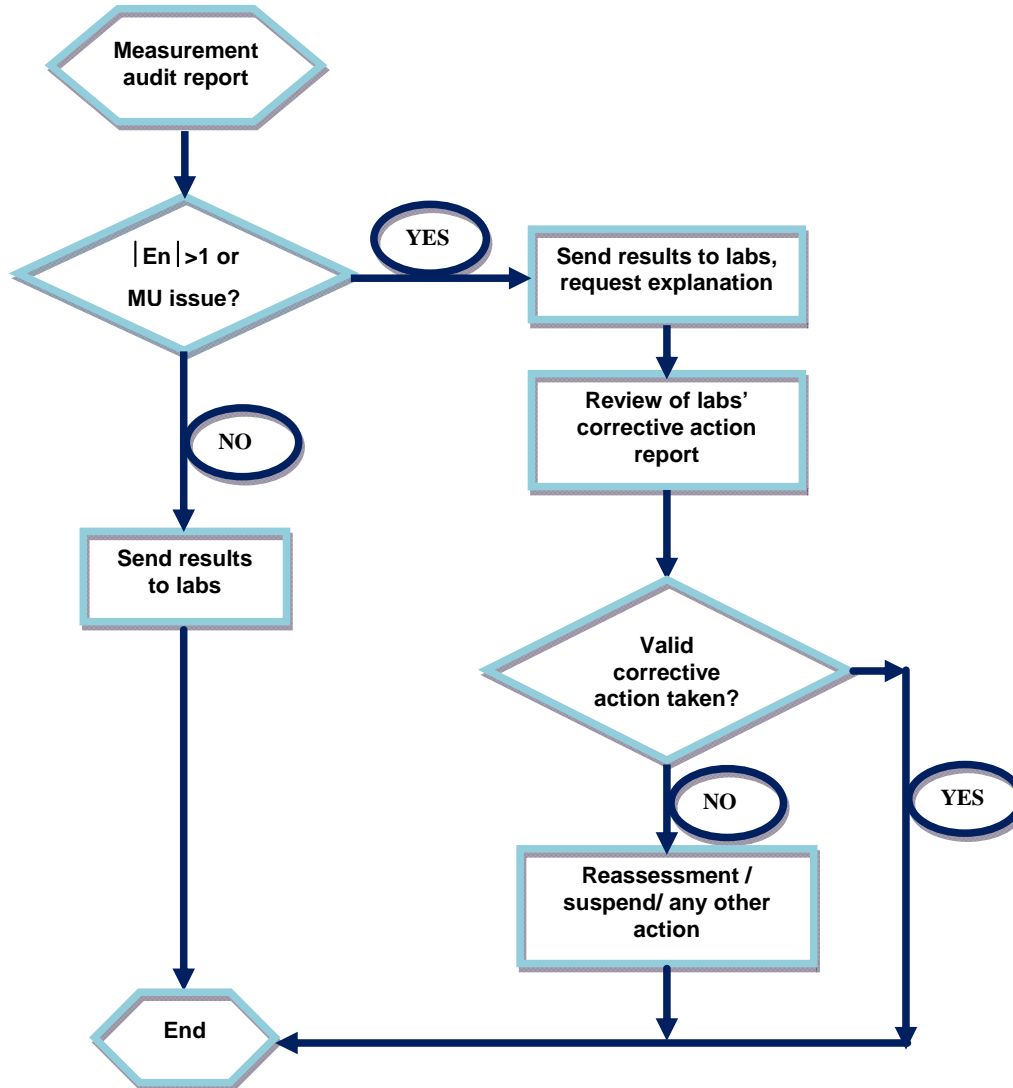 Measurement
audit report
|En|>1 or
MU issue?
YES
Send results to labs,
request explanation
Review of labs’
corrective action
report
NO
Send results
to labs
Valid
corrective
action taken?
NO
YES
Reassessment /
suspend/ any other
action
End